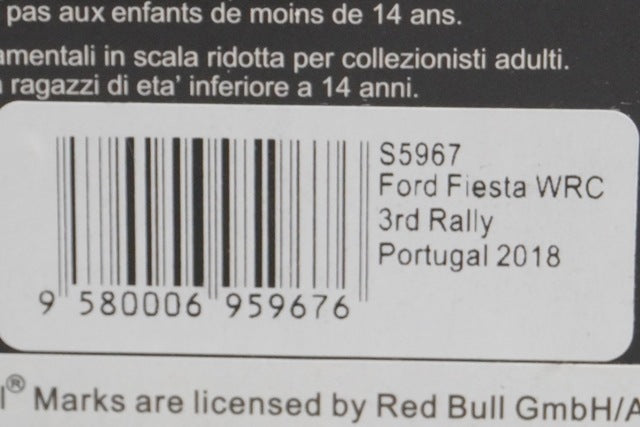 pas aux enfants de moins de 14 ans.
amentali in scala ridotta per collezionisti adulti.
ragazzi di eta' inferiore a 14 anni.
S5967
Ford Fiesta WRC
3rd Rally
Portugal 2018
9 580006 959676
® Marks are licensed by Red Bull GmbH/A